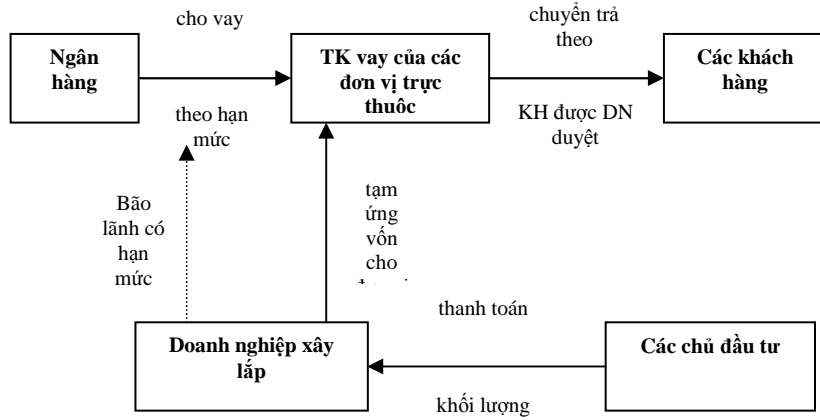 cho vay
chuyển trả
theo
Ngân
hàng
TK vay của các
đơn vị trực
thuôc
Các khách
hàng
theo hạn
mức
KH được DN
duyệt
Bão
lãnh có
hạn
mức
tạm
ứng
vốn
cho
thanh toán
Doanh nghiệp xây
lắp
Các chủ đầu tư
khối lượng